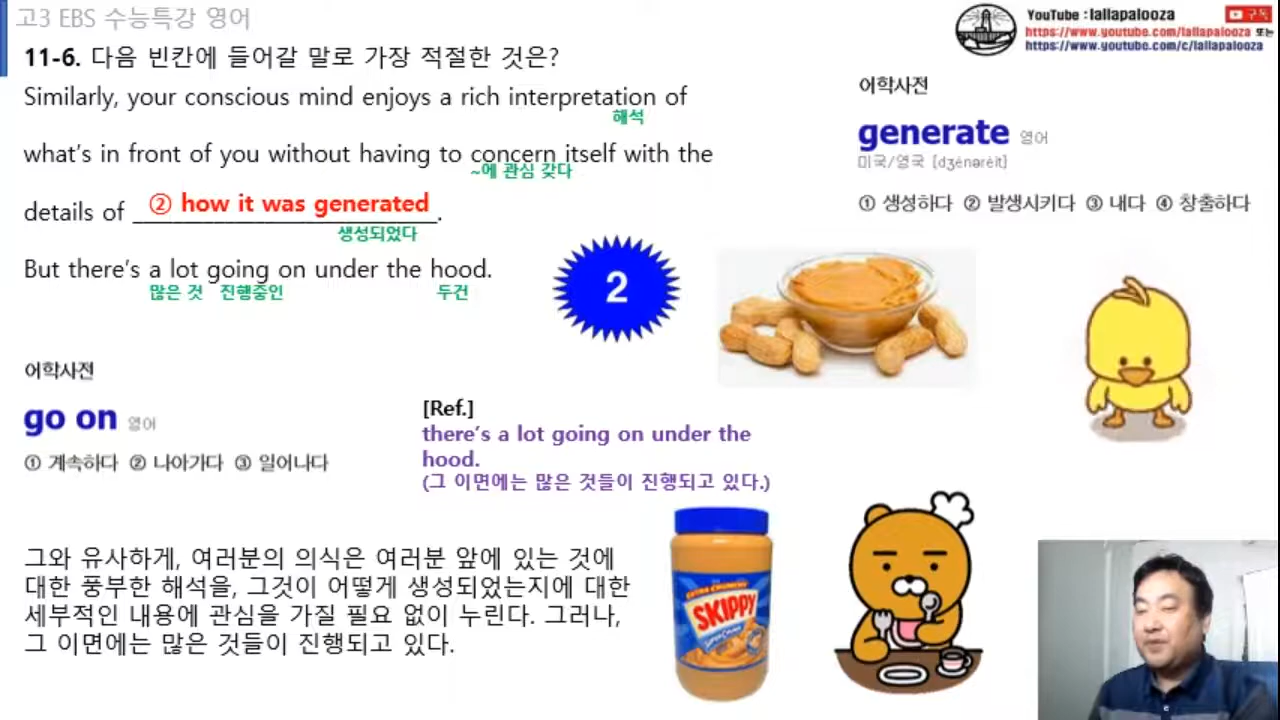 고3 EBS 수능특강 영어
YouTube : lallapalooza
구독
https://www.youtube.com/lallapalooza 또는
https://www.youtube.com/c/lallapalooza
11-6. 다음 빈칸에 들어갈 말로 가장 적절한 것은?
Similarly, your conscious mind enjoys a rich interpretation of
해석
what's in front of you without having to concern itself with the
~에 관심 갖다
details of ② how it was generated.
생성되었다
But there's a lot going on under the hood.
많은 것 진행중인 두건
2
어학사전
generate 영어
미국/영국 [dʒénərèit]
① 생성하다 ② 발생시키다 ③ 내다 ④ 창출하다
어학사전
go on 영어
① 계속하다 ② 나아가다 ③ 일어나다
[Ref.]
there's a lot going on under the
hood.
(그 이면에는 많은 것들이 진행되고 있다.)
그와 유사하게, 여러분의 의식은 여러분 앞에 있는 것에
대한 풍부한 해석을, 그것이 어떻게 생성되었는지에 대한
세부적인 내용에 관심을 가질 필요 없이 누린다. 그러나,
그 이면에는 많은 것들이 진행되고 있다.
EXTRA CRUNCHY
SKIPPY
SUPER CHUNK